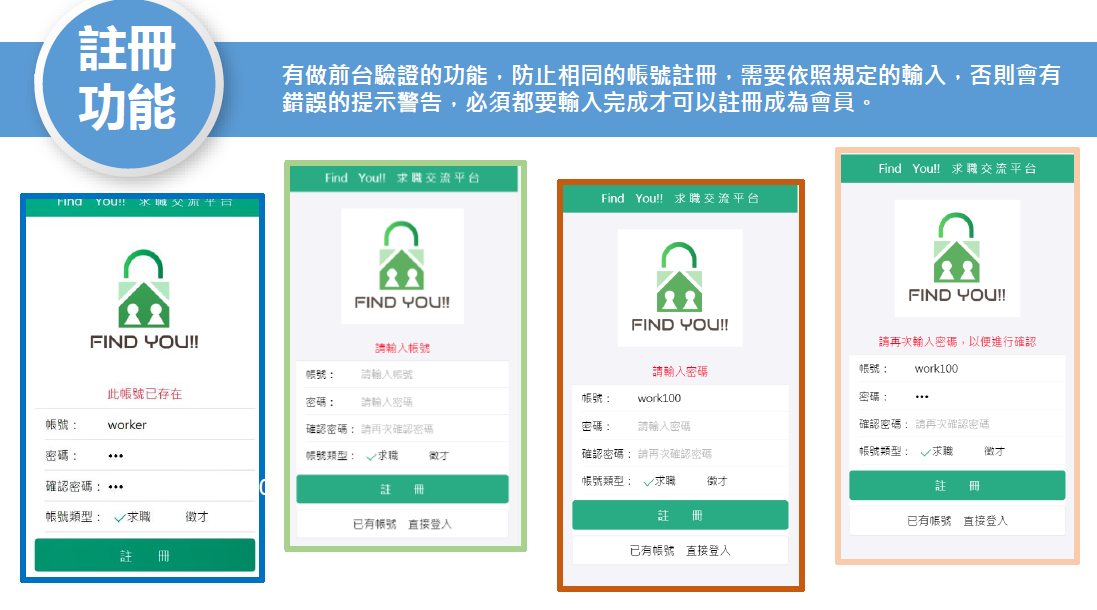 註冊
功能
有做前台驗證的功能，防止相同的帳號註冊，需要依照規定的輸入，否則會有
錯誤的提示警告，必須都要輸入完成才可以註冊成為會員。
Find You!! 求職交流平台
FIND YOU!!
此帳號已存在
帳號： worker
密碼： •••
確認密碼： •••
帳號類型： ✓求職 徵才
註 冊
Find You!! 求職交流平台
FIND YOU!!
請輸入帳號
帳號： 請輸入帳號
密碼： 請輸入密碼
確認密碼： 請再次確認密碼
帳號類型： ✓求職 徵才
註 冊
已有帳號 直接登入
Find You!! 求職交流平台
FIND YOU!!
請輸入密碼
帳號： work100
密碼： 請輸入密碼
確認密碼： 請再次確認密碼
帳號類型： ✓求職 徵才
註 冊
已有帳號 直接登入
Find You!! 求職交流平台
FIND YOU!!
請再次輸入密碼，以便進行確認
帳號： work100
密碼： •••
確認密碼： 請再次確認密碼
帳號類型： ✓求職 徵才
註 冊
已有帳號 直接登入